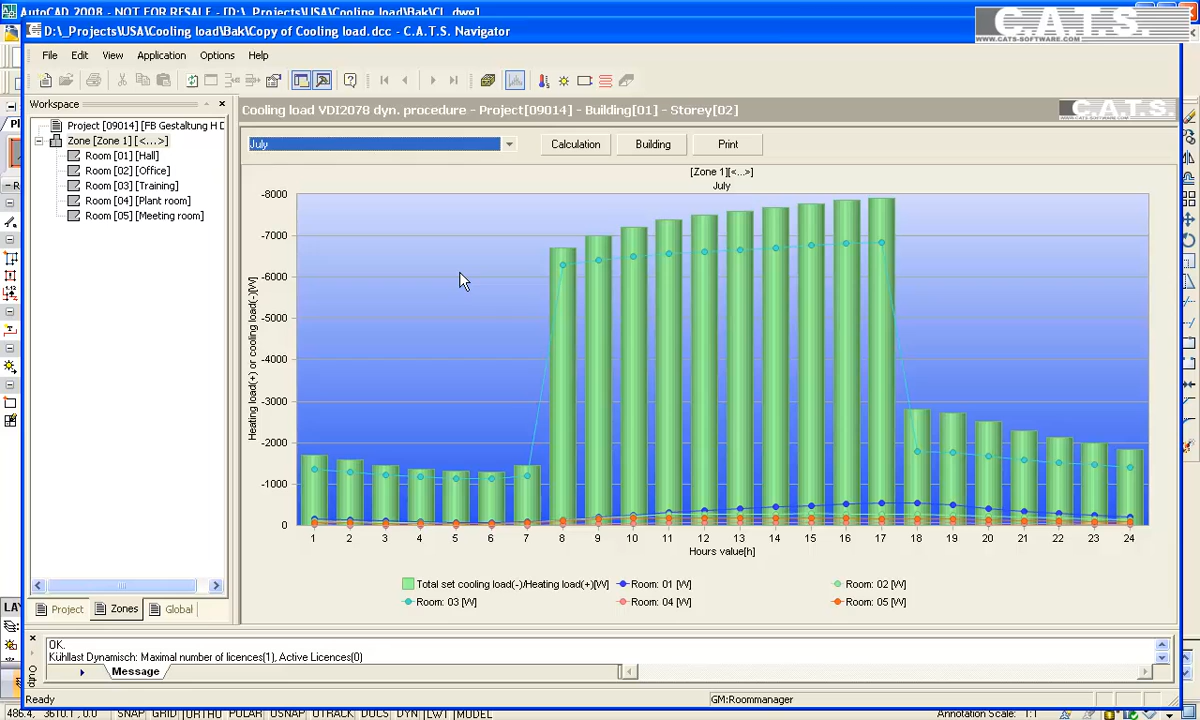 AutoCAD 2008 - NOT FOR RESALE - [D:\_Projects\USA\Cooling load\Bak\CL.dwg]
D:\_Projects\USA\Cooling load\Bak\Copy of Cooling load.dcc - C.A.T.S. Navigator
C.A.T.S.
WWW.CATS-SOFTWARE.COM
File Edit View Application Options Help
Workspace
Cooling load VDI2078 dyn. procedure - Project[09014] - Building[01] - Storey[02]
C.A.T.S.
Project [09014] [FB Gestaltung H D
Zone [Zone 1] [<...>]
Room [01] [Hall]
Room [02] [Office]
Room [03] [Training]
Room [04] [Plant room]
Room [05] [Meeting room]
July
Calculation Building Print
[Zone 1][<...>]
July
-8000
-7000
-6000
-5000
-4000
-3000
-2000
-1000
0
Heating load(+) or cooling load(-)[W]
1 2 3 4 5 6 7 8 9 10 11 12 13 14 15 16 17 18 19 20 21 22 23 24
Hours value[h]
Total set cooling load(-)/Heating load(+)[W] Room: 01 [W] Room: 02 [W]
Room: 03 [W] Room: 04 [W] Room: 05 [W]
Project Zones Global
OK.
Kühllast Dynamisch: Maximal number of licences(1), Active Licences(0)
Message
Ready
GM:Roommanager
486.4, 3610.1, 0.0 SNAP GRID ORTHO POLAR OSNAP OTRACK DUCS DYN LWT MODEL
Annotation Scale: 1:1